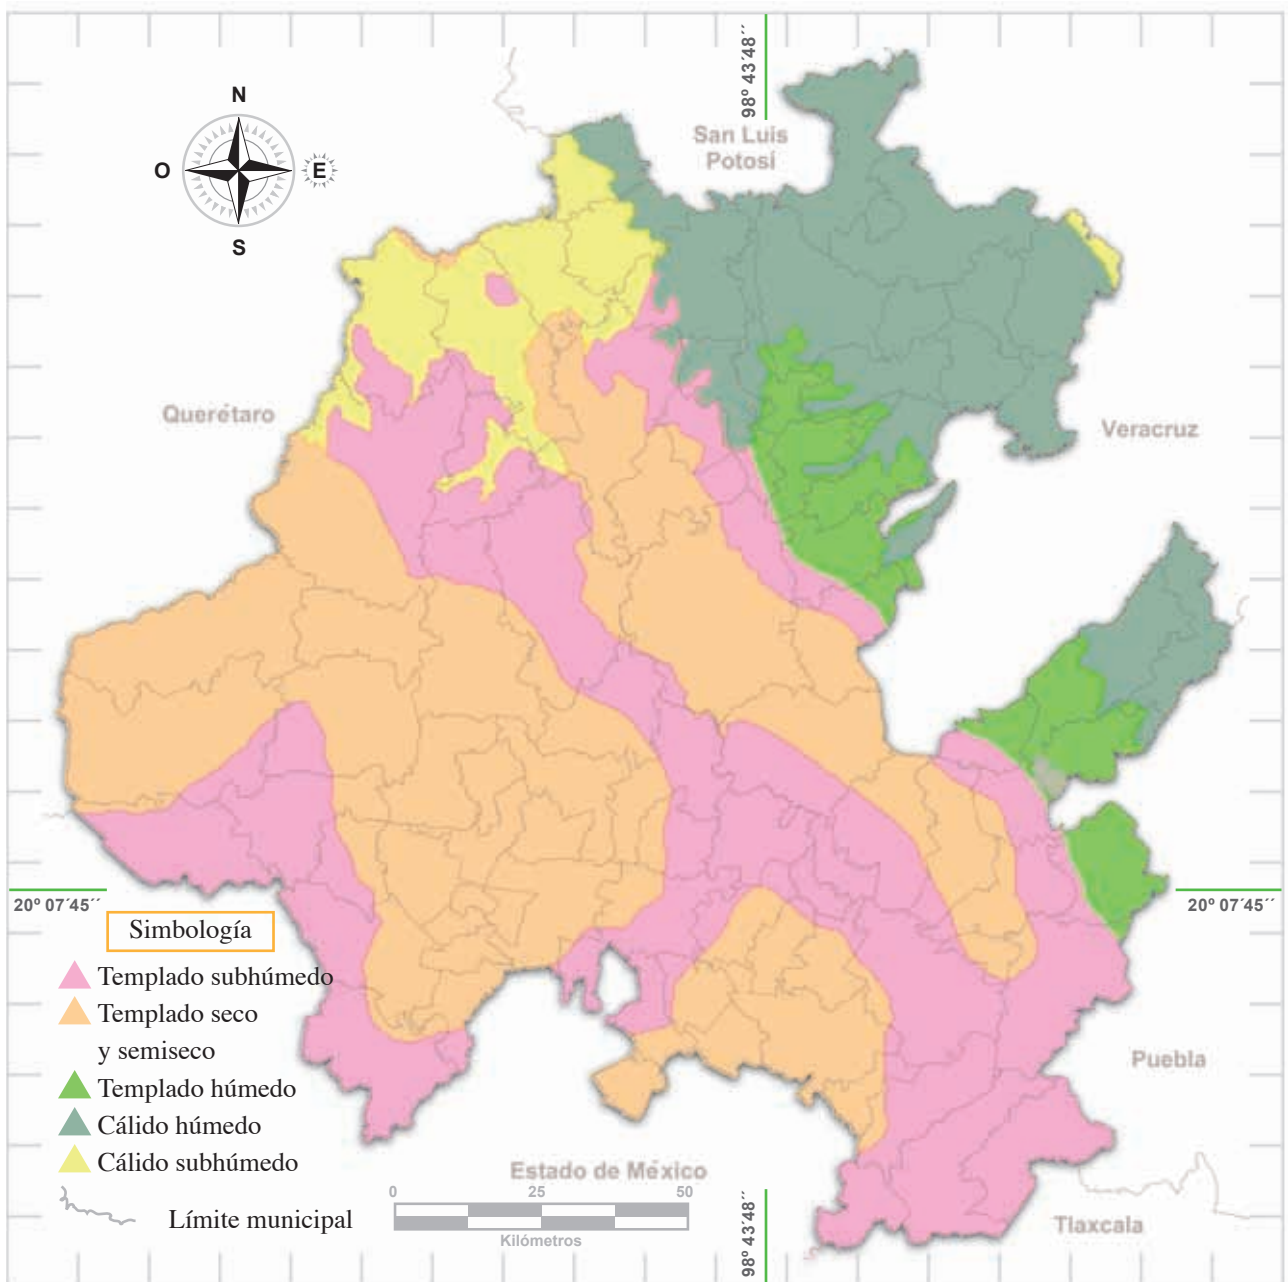 98° 43´48´´
N
O
E
S
San Luis
Potosí
Querétaro
Veracruz
20° 07´45´´
20° 07´45´´
Simbología
Templado subhúmedo
Templado seco
y semiseco
Templado húmedo
Cálido húmedo
Cálido subhúmedo
Límite municipal
Puebla
Estado de México
0 25 50
Kilómetros
98° 43´48´´
Tlaxcala